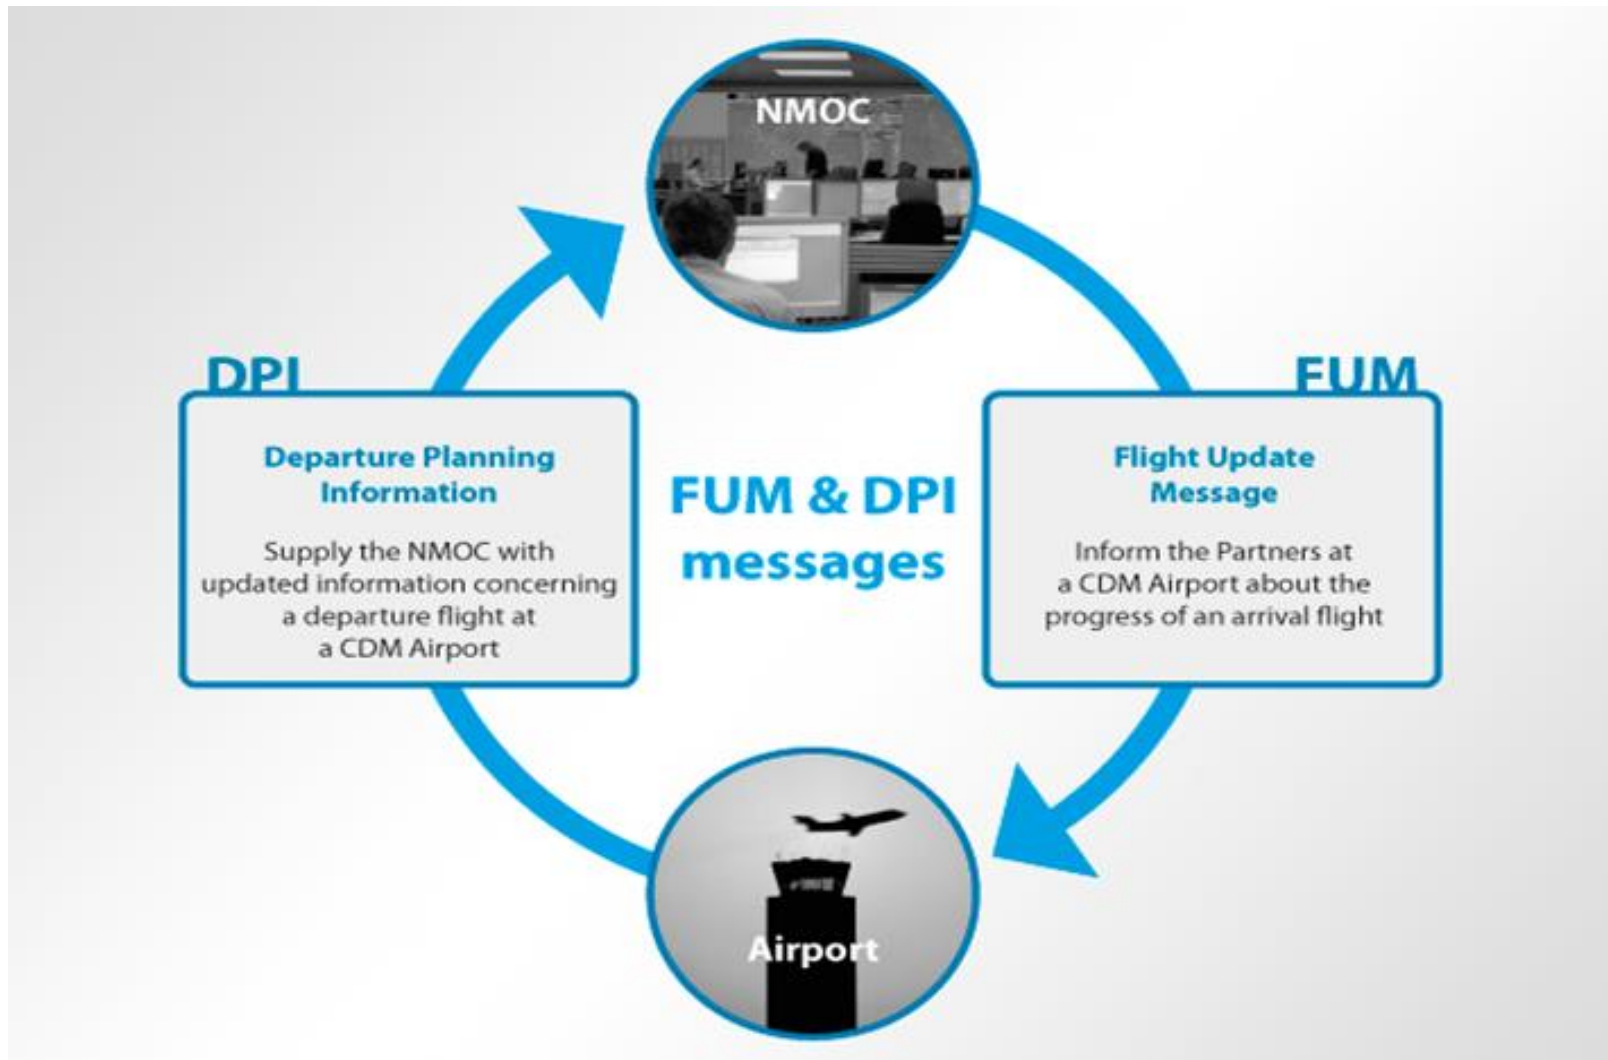 NMOC
DPI
Departure Planning
Information
Supply the NMOC with
updated information concerning
a departure flight at
a CDM Airport
FUM & DPI
messages
FUM
Flight Update
Message
Inform the Partners at
a CDM Airport about the
progress of an arrival flight
Airport